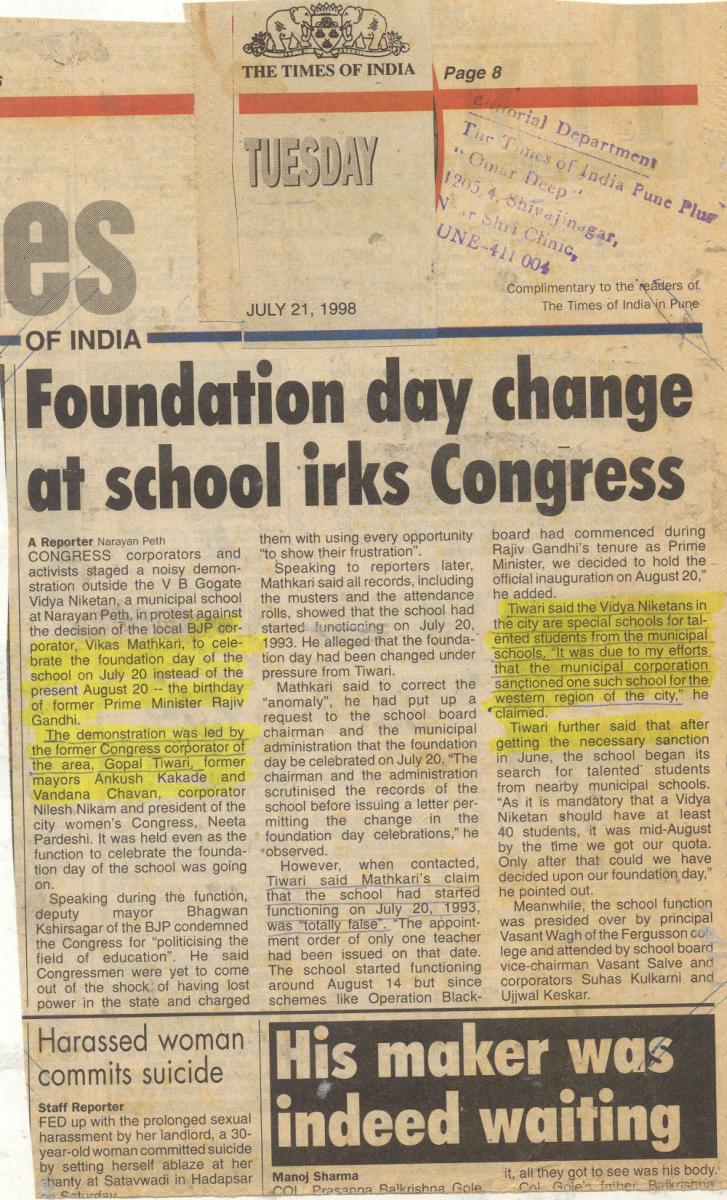 THE TIMES OF INDIA
Page 8
TUESDAY
Editorial Department
The Times of India Pune Plus
"Omar Deep"
1205, 4, Shivajinagar,
Near Shri Clinic,
PUNE-411 004
Complimentary to the readers of
The Times of India in Pune
JULY 21, 1998
es
OF INDIA
Foundation day change
at school irks Congress
A Reporter Narayan Peth
CONGRESS corporators and
activists staged a noisy demon-
stration outside the V B Gogate
Vidya Niketan, a municipal school
at Narayan Peth, in protest against
the decision of the local BJP cor-
porator, Vikas Mathkari, to cele-
brate the foundation day of the
school on July 20 instead of the
present August 20 -- the birthday
of former Prime Minister Rajiv
Gandhi.
The demonstration was led by
the former Congress corporator of
the area, Gopal Tiwari, former
mayors Ankush Kakade and
Vandana Chavan, corporator
Nilesh Nikam and president of the
city women's Congress, Neeta
Pardeshi. It was held even as the
function to celebrate the founda-
tion day of the school was going
on.
Speaking during the function,
deputy mayor Bhagwan
Kshirsagar of the BJP condemned
the Congress for "politicising the
field of education". He said
Congressmen were yet to come
out of the shock of having lost
power in the state and charged
them with using every opportunity
"to show their frustration".
Speaking to reporters later,
Mathkari said all records, including
the musters and the attendance
rolls, showed that the school had
started functioning on July 20,
1993. He alleged that the founda-
tion day had been changed under
pressure from Tiwari.
Mathkari said to correct the
"anomaly", he had put up a
request to the school board
chairman and the municipal
administration that the foundation
day be celebrated on July 20. "The
chairman and the administration
scrutinised the records of the
school before issuing a letter per-
mitting the change in the
foundation day celebrations," he
observed.
However, when contacted,
Tiwari said Mathkari's claim
that the school had started
functioning on July 20, 1993,
was "totally false". "The appoint-
ment order of only one teacher
had been issued on that date.
The school started functioning
around August 14 but since
schemes like Operation Black-
board had commenced during
Rajiv Gandhi's tenure as Prime
Minister, we decided to hold the
official inauguration on August 20,"
he added.
Tiwari said the Vidya Niketans in
the city are special schools for tal-
ented students from the municipal
schools. "It was due to my efforts
that the municipal corporation
sanctioned one such school for the
western region of the city," he
claimed.
Tiwari further said that after
getting the necessary sanction
in June, the school began its
search for talented students
from nearby municipal schools.
"As it is mandatory that a Vidya
Niketan should have at least
40 students, it was mid-August
by the time we got our quota.
Only after that could we have
decided upon our foundation day,"
he pointed out.
Meanwhile, the school function
was presided over by principal
Vasant Wagh of the Fergusson col
lege and attended by school board
vice-chairman Vasant Salve and
corporators Suhas Kulkarni and
Ujjwal Keskar.
Harassed woman
commits suicide
Staff Reporter
FED up with the prolonged sexual
harassment by her landlord, a 30-
year-old woman committed suicide
by setting herself ablaze at her
shanty at Satavwadi in Hadapsar
on Saturday
His maker was
indeed waiting
Manoj Sharma
COL Prasanna Balkrishna Gole
it, all they got to see was his body.
Col Gole's father Balkrishna